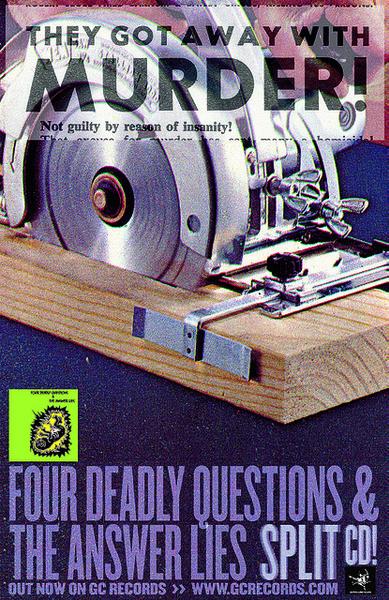 THEY GOT AWAY WITH
MURDER!
Not guilty by reason of insanity!
That excuse for murder has
FOUR DEADLY QUESTIONS
& THE ANSWER LIES
FOUR DEADLY QUESTIONS &
THE ANSWER LIES SPLIT CD!
OUT NOW ON GC RECORDS >> WWW.GCRECORDS.COM